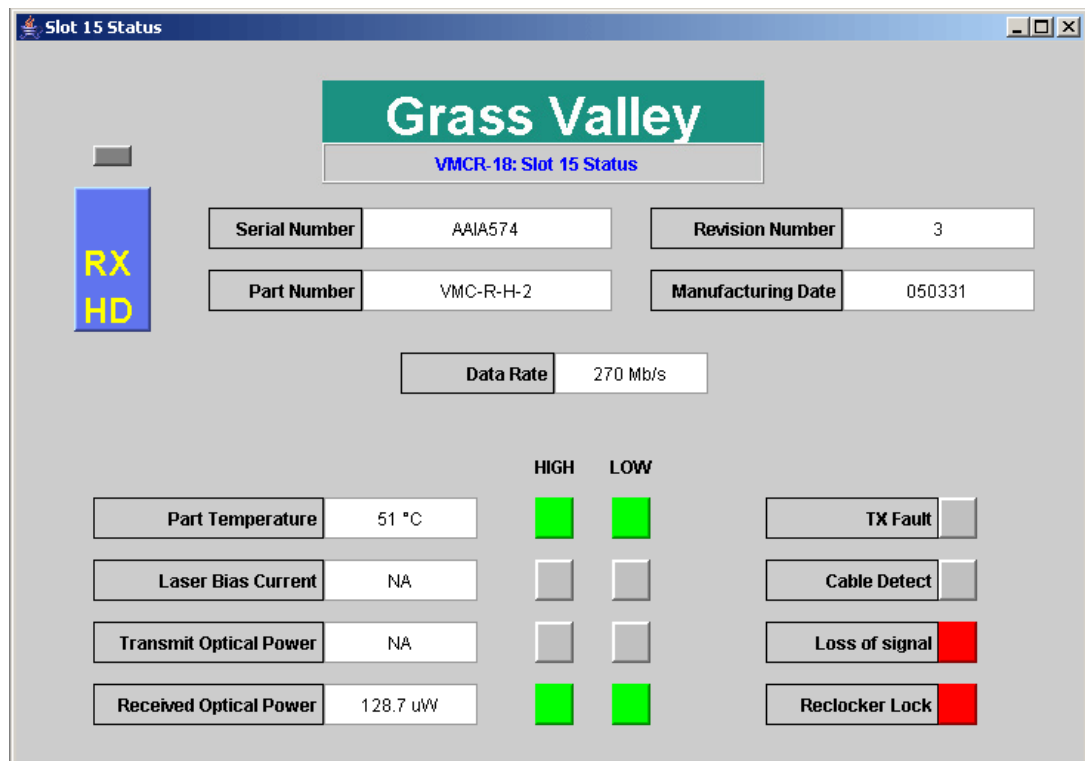 Slot 15 Status
Grass Valley
VMCR-18: Slot 15 Status
RX
HD
Serial Number AAIA574 Revision Number 3
Part Number VMC-R-H-2 Manufacturing Date 050331
Data Rate 270 Mb/s
HIGH LOW
Part Temperature 51 °C TX Fault
Laser Bias Current NA Cable Detect
Transmit Optical Power NA Loss of signal
Received Optical Power 128.7 uW Reclocker Lock